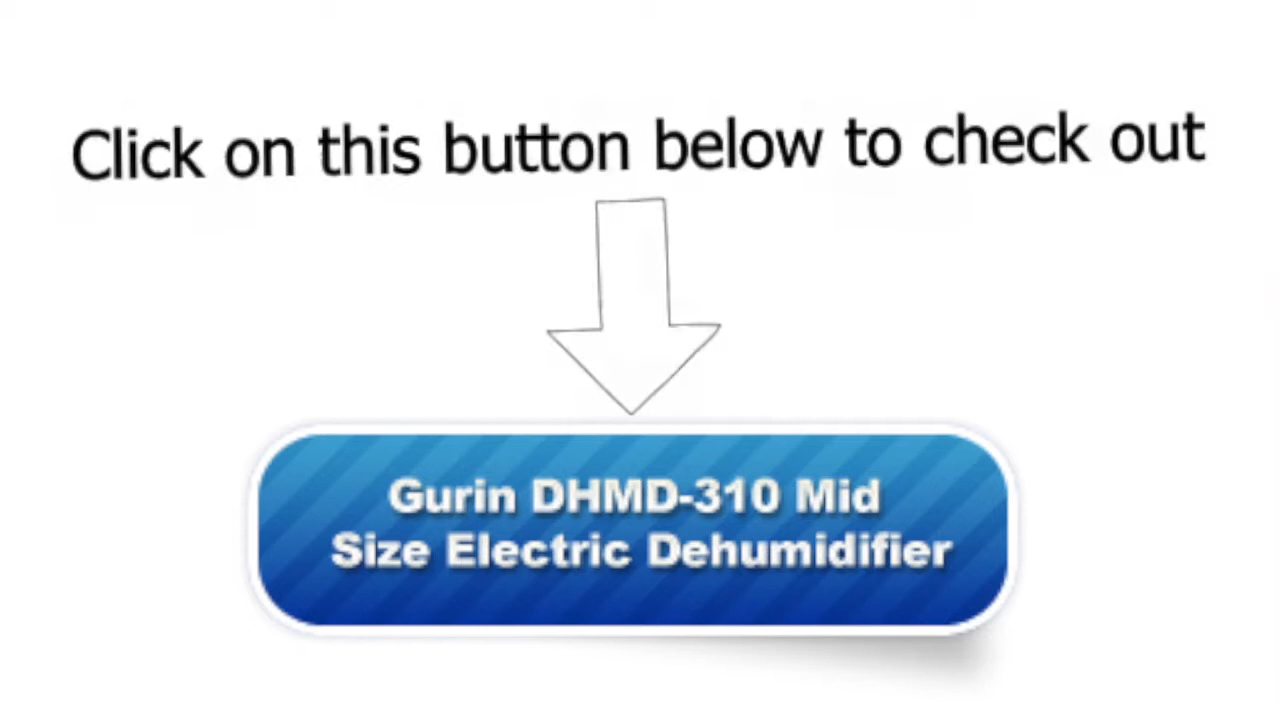 Click on this button below to check out
Gurin DHMD-310 Mid
Size Electric Dehumidifier